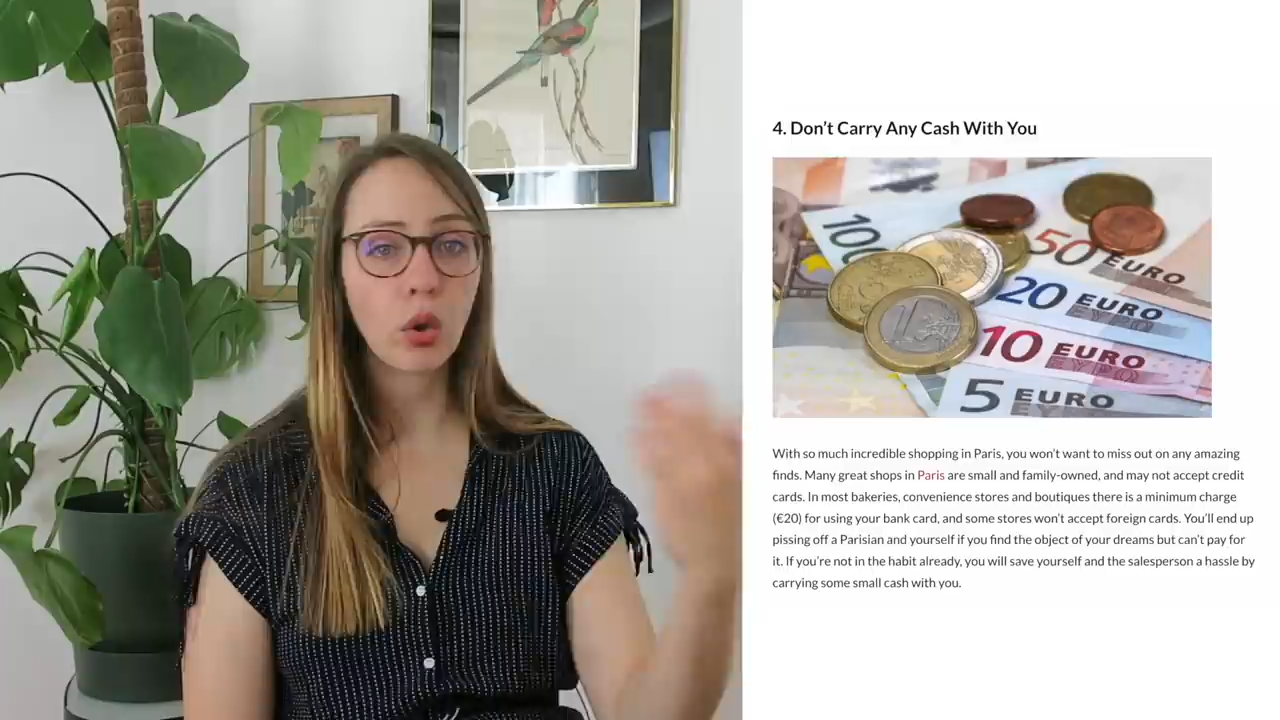 4. Don't Carry Any Cash With You
100
50 EURO
20 EURO
10 EURO
5 EURO
1
With so much incredible shopping in Paris, you won't want to miss out on any amazing
finds. Many great shops in Paris are small and family-owned, and may not accept credit
cards. In most bakeries, convenience stores and boutiques there is a minimum charge
(€20) for using your bank card, and some stores won't accept foreign cards. You'll end up
pissing off a Parisian and yourself if you find the object of your dreams but can't pay for
it. If you're not in the habit already, you will save yourself and the salesperson a hassle by
carrying some small cash with you.